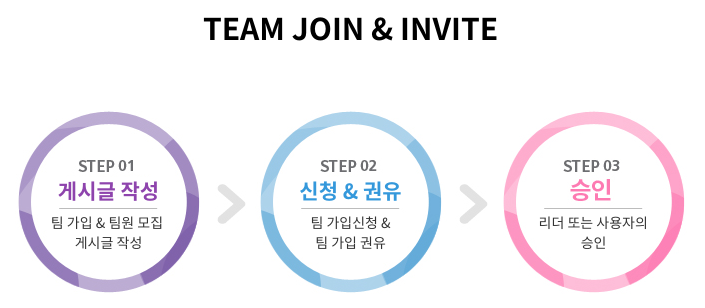 TEAM JOIN & INVITE
STEP 01
게시글 작성
팀 가입 & 팀원 모집
게시글 작성
STEP 02
신청 & 권유
팀 가입신청 &
팀 가입 권유
STEP 03
승인
리더 또는 사용자의
승인